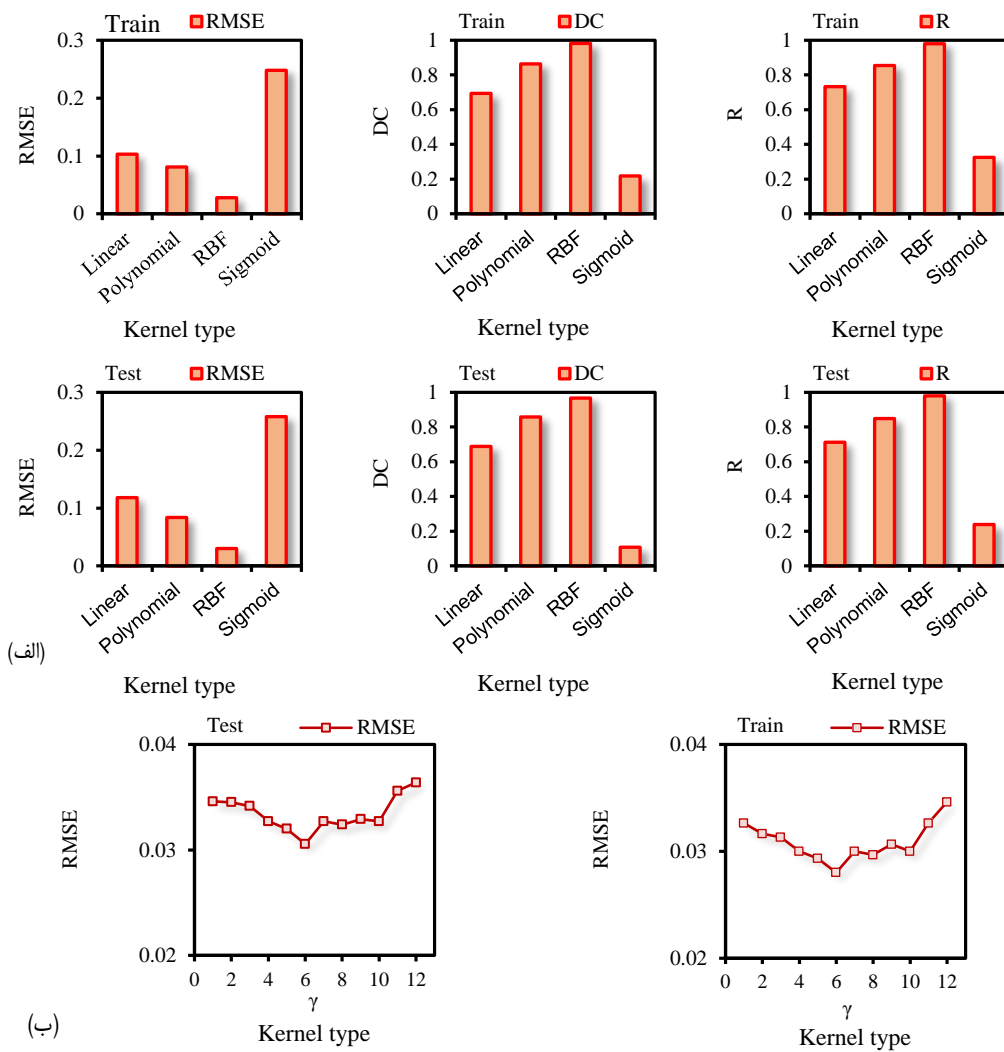 Train RMSE
0.3
0.2
0.1
0
RMSE
Linear
Polynomial
RBF
Sigmoid
Kernel type
DC
1
0.8
0.6
0.4
0.2
0
DC
Linear
Polynomial
RBF
Sigmoid
Kernel type
Train R
1
0.8
0.6
0.4
0.2
0
R
Linear
Polynomial
RBF
Sigmoid
Kernel type
Test RMSE
0.3
0.2
0.1
0
RMSE
Linear
Polynomial
RBF
Sigmoid
Kernel type
Test DC
1
0.8
0.6
0.4
0.2
0
DC
Linear
Polynomial
RBF
Sigmoid
Kernel type
Test R
1
0.8
0.6
0.4
0.2
0
R
Linear
Polynomial
RBF
Sigmoid
Kernel type
(الف)
Test RMSE
0.04
0.03
0.02
RMSE
0 2 4 6 8 10 12
γ
Kernel type
Train RMSE
0.04
0.03
0.02
RMSE
0 2 4 6 8 10 12
γ
Kernel type
(ب)